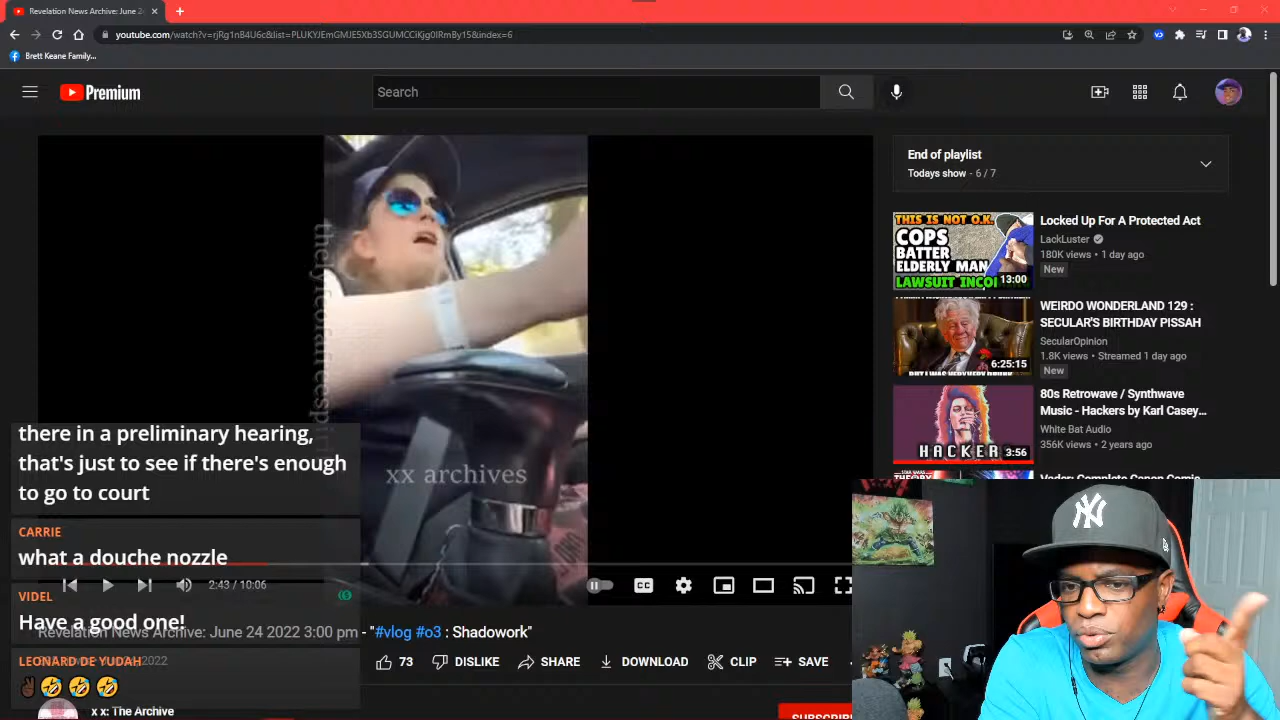 Revelation News Archive: June 24
youtube.com/watch?v=rjRg1nB4U6c&list=PLUKYJEmGMJE5Xb3SGUMCCiKjg0IRmBy15&index=6
Brett Keane Family...
Premium
Search
End of playlist
Todays show - 6 / 7
THIS IS NOT O.K.
COPS
BATTER
ELDERLY MAN
13:00
Locked Up For A Protected Act
LackLuster
180K views • 1 day ago
New
6:25:15
WEIRDO WONDERLAND 129 :
SECULAR'S BIRTHDAY PISSAH
SecularOpinion
1.8K views • Streamed 1 day ago
New
HACKER
3:56
80s Retrowave / Synthwave
Music - Hackers by Karl Casey...
White Bat Audio
356K views • 2 years ago
xx archives
there in a preliminary hearing,
that's just to see if there's enough
to go to court
CARRIE
what a douche nozzle
2:43 / 10:06
CC
VIDEL
Have a good one!
Revelation News Archive: June 24 2022 3:00 pm - "#vlog #o3 : Shadowork"
LEONARD DE YUDAH
2022
✌🏿🤣🤣🤣
73
DISLIKE
SHARE
DOWNLOAD
CLIP
SAVE
x x: The Archive
NY